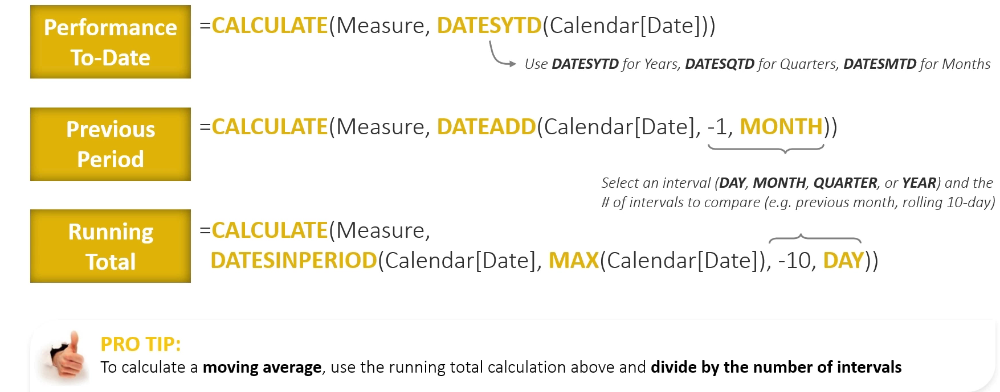 Performance
To-Date
=CALCULATE(Measure, DATESYTD(Calendar[Date]))
Use DATESYTD for Years, DATESQTD for Quarters, DATESMTD for Months
Previous
Period
=CALCULATE(Measure, DATEADD(Calendar[Date], -1, MONTH))
Select an interval (DAY, MONTH, QUARTER, or YEAR) and the
# of intervals to compare (e.g. previous month, rolling 10-day)
Running
Total
=CALCULATE(Measure,
DATESINPERIOD(Calendar[Date], MAX(Calendar[Date]), -10, DAY))
PRO TIP:
To calculate a moving average, use the running total calculation above and divide by the number of intervals